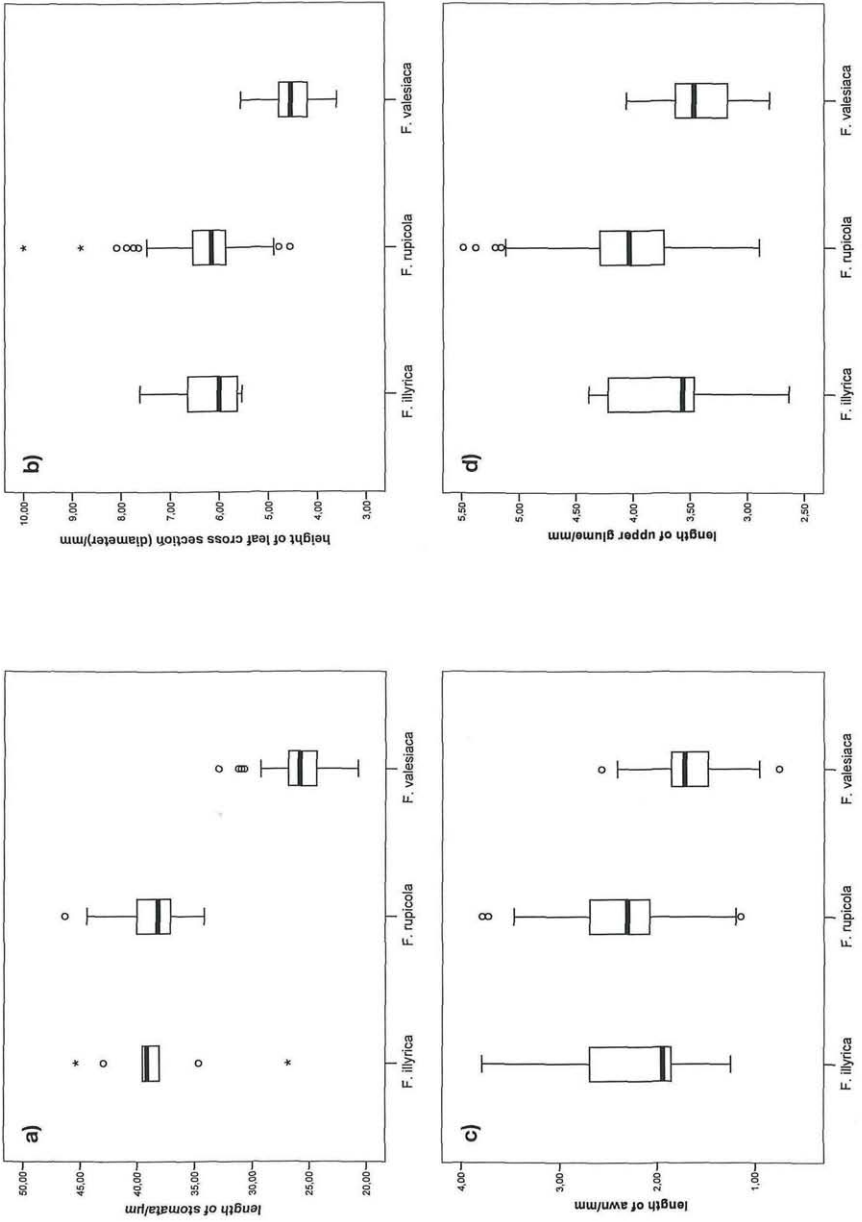 a)
length of stomata/µm
50,00
40,00
35,00
30,00
25,00
20,00
F. illyrica
F. rupicola
F. valesiaca
b)
height of leaf cross section (diameter)/mm
10,00
9,00
8,00
7,00
6,00
5,00
4,00
3,00
F. illyrica
F. rupicola
F. valesiaca
c)
length of awn/mm
4,00
3,00
2,00
1,00
F. illyrica
F. rupicola
F. valesiaca
d)
length of upper glume/mm
5,50
5,00
4,50
4,00
3,50
3,00
2,50
F. illyrica
F. rupicola
F. valesiaca